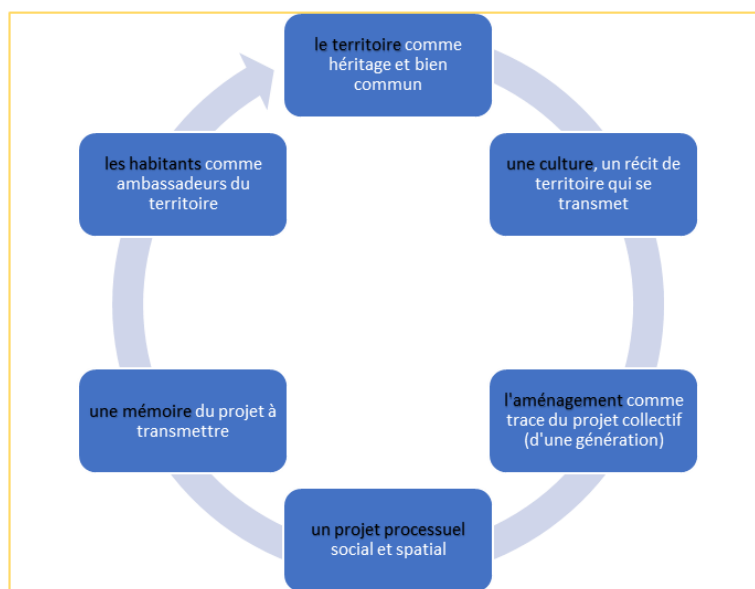 le territoire comme
héritage et bien
commun
une culture, un récit de
territoire qui se
transmet
l'aménagement comme
trace du projet collectif
(d'une génération)
un projet processuel
social et spatial
une mémoire du projet à
transmettre
les habitants comme
ambassadeurs du
territoire